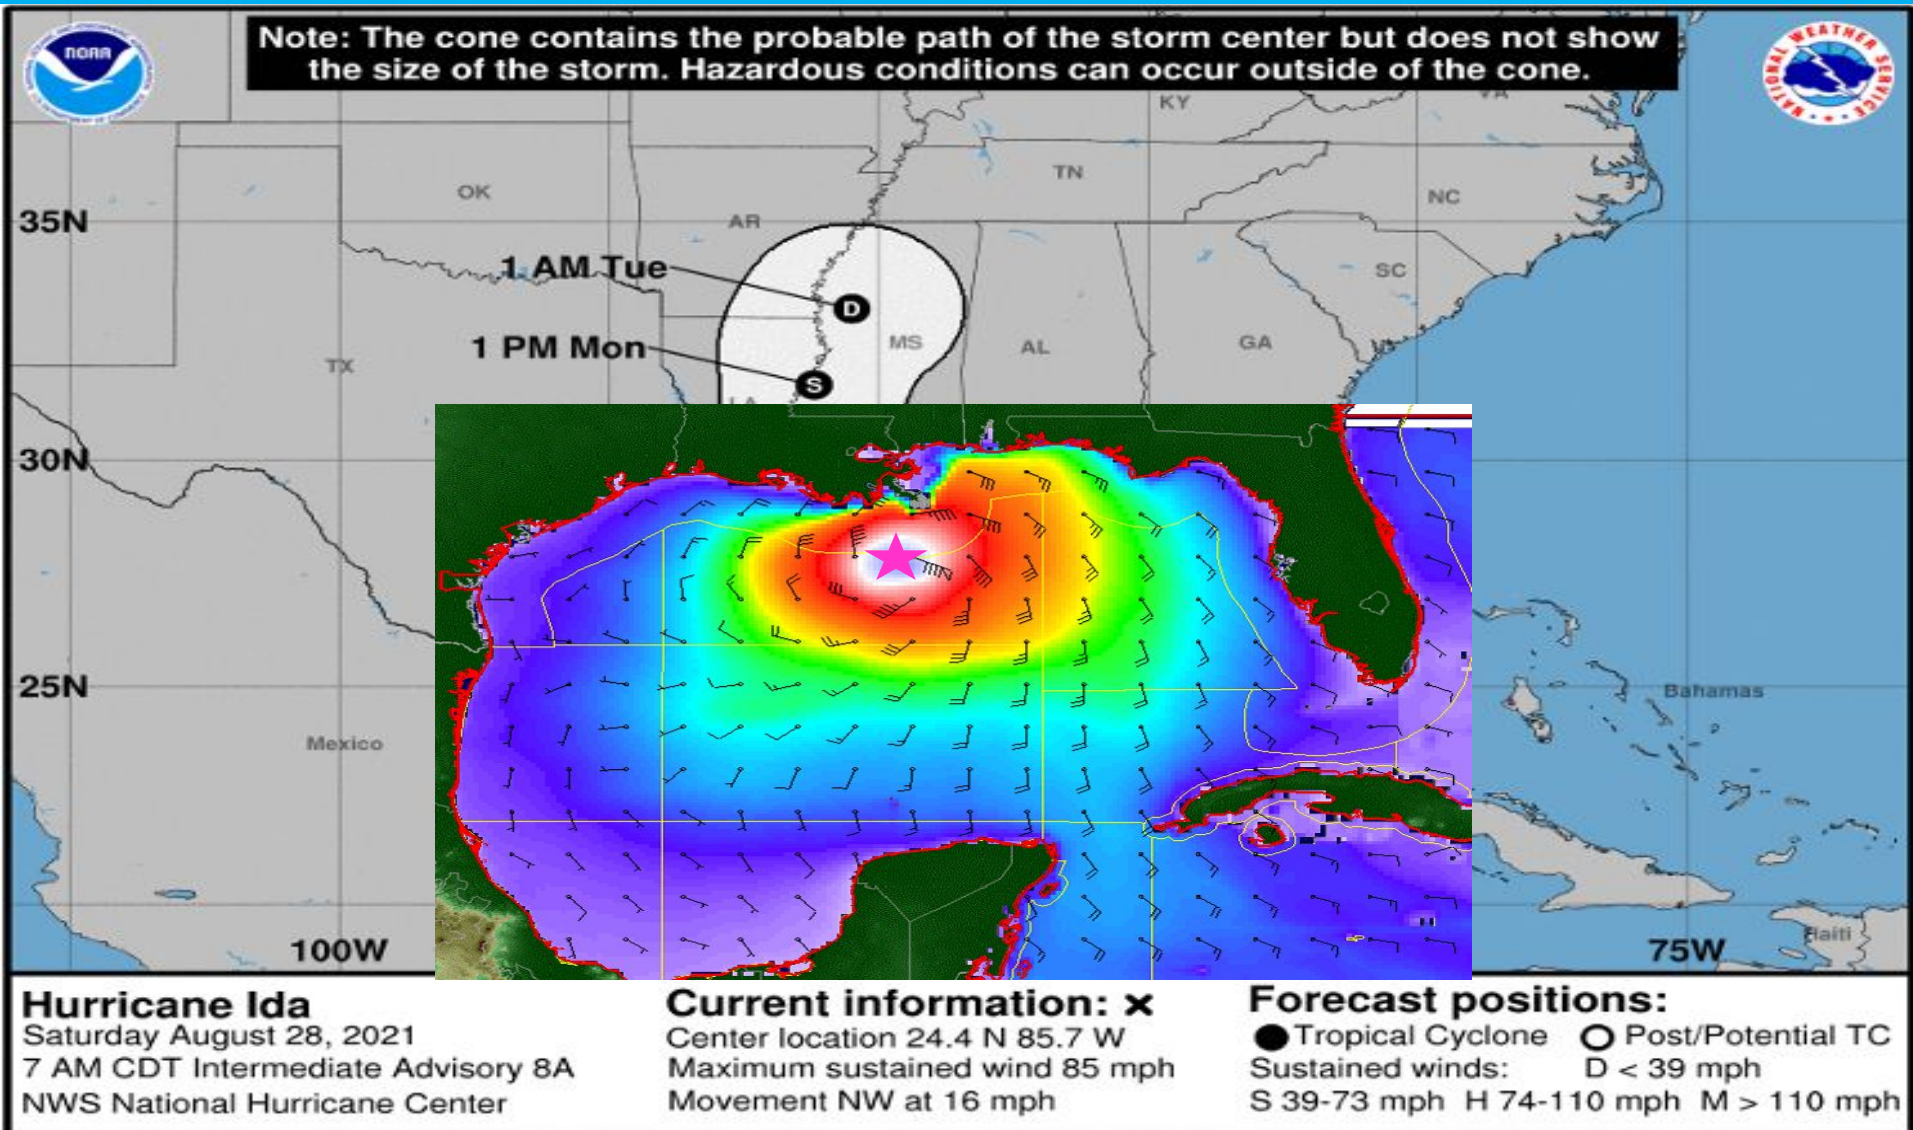 Note: The cone contains the probable path of the storm center but does not show
the size of the storm. Hazardous conditions can occur outside of the cone.
NOAA
NATIONAL WEATHER SERVICE
KY
VA
TN
OK
NC
AR
35N
SC
1 AM Tue
D
1 PM Mon
MS
AL
GA
TX
S
LA
30N
25N
Bahamas
Mexico
Haiti
100W
75W
Hurricane Ida
Saturday August 28, 2021
7 AM CDT Intermediate Advisory 8A
NWS National Hurricane Center
Current information: ×
Center location 24.4 N 85.7 W
Maximum sustained wind 85 mph
Movement NW at 16 mph
Forecast positions:
● Tropical Cyclone ○ Post/Potential TC
Sustained winds: D < 39 mph
S 39-73 mph H 74-110 mph M > 110 mph